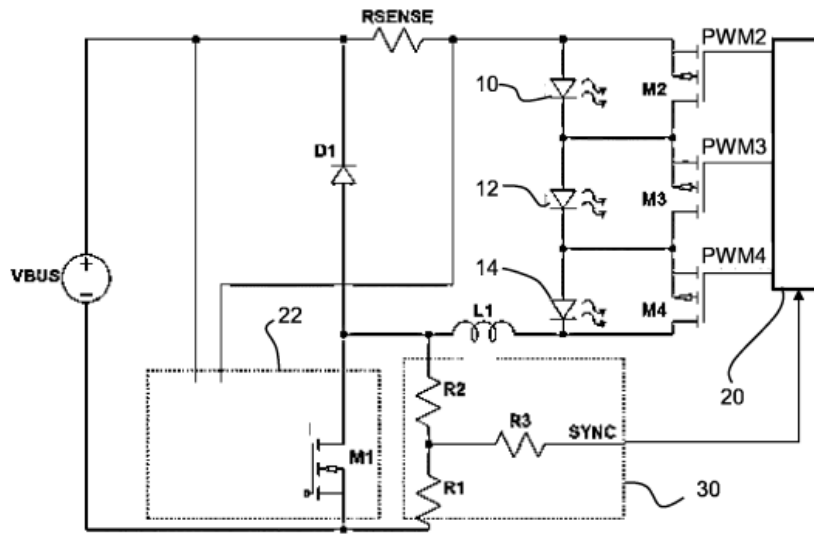 RSENSE
PWM2
10
M2
D1
PWM3
12
M3
VBUS
PWM4
14
M4
22
L1
20
R2
R3
SYNC
M1
R1
30